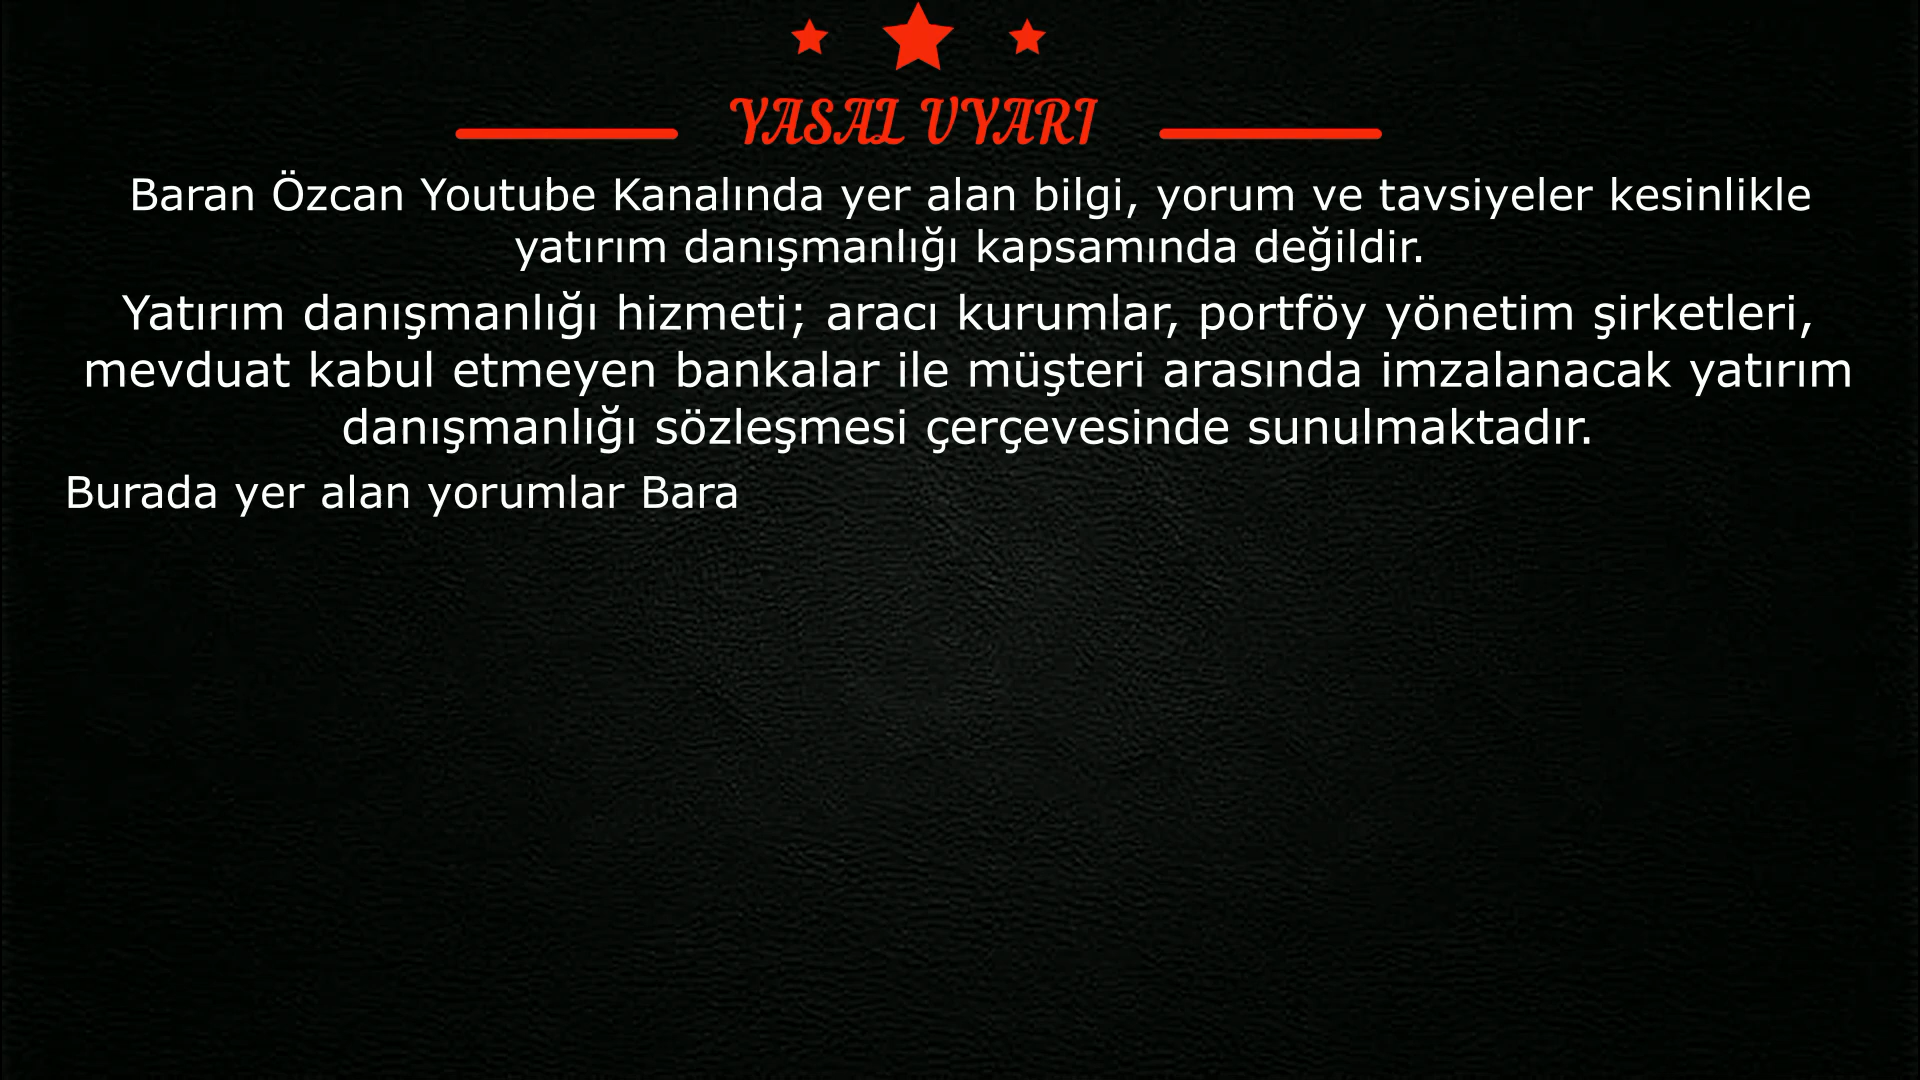 YASAL UYARI
Baran Özcan Youtube Kanalında yer alan bilgi, yorum ve tavsiyeler kesinlikle
yatırım danışmanlığı kapsamında değildir.
Yatırım danışmanlığı hizmeti; aracı kurumlar, portföy yönetim şirketleri,
mevduat kabul etmeyen bankalar ile müşteri arasında imzalanacak yatırım
danışmanlığı sözleşmesi çerçevesinde sunulmaktadır.
Burada yer alan yorumlar Bara